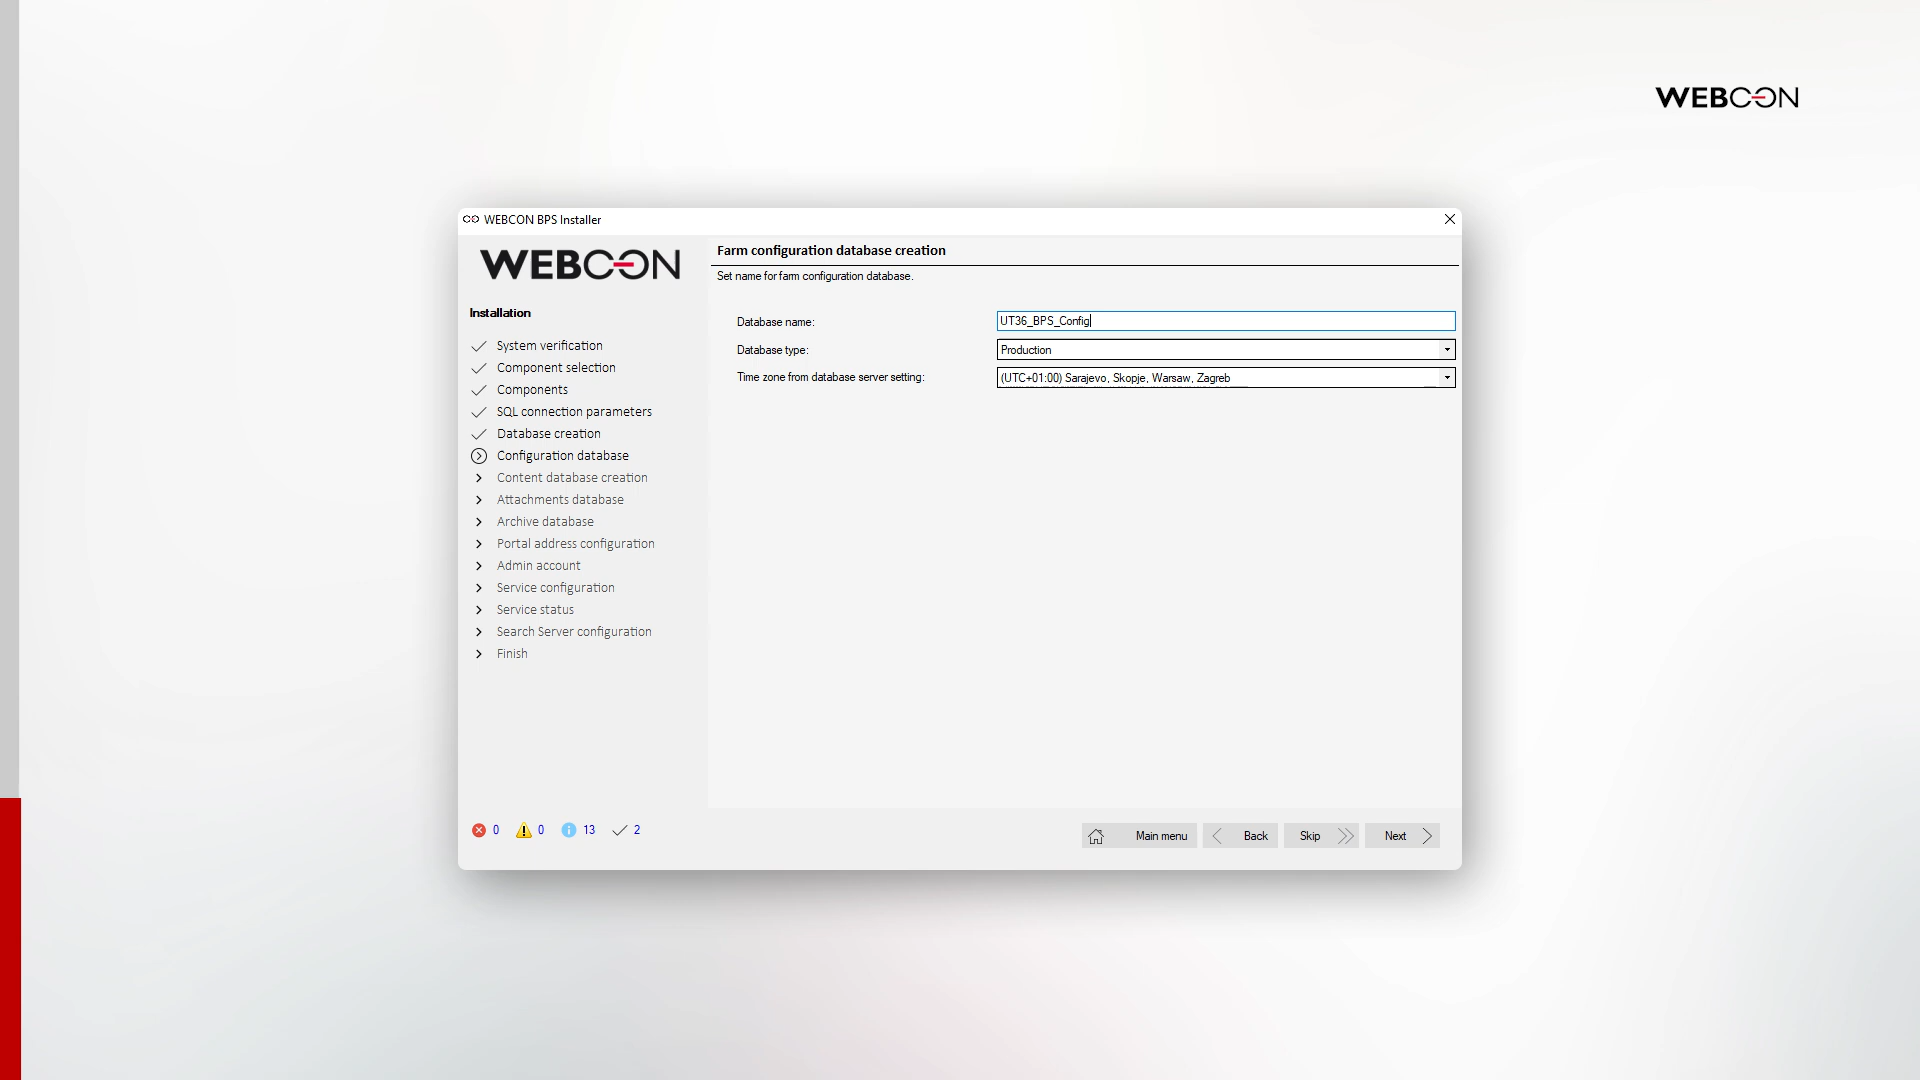 WEBCON
WEBCON BPS Installer
WEBCON
Installation
System verification
Component selection
Components
SQL connection parameters
Database creation
Configuration database
Content database creation
Attachments database
Archive database
Portal address configuration
Admin account
Service configuration
Service status
Search Server configuration
Finish
Farm configuration database creation
Set name for farm configuration database.
Database name: UT36_BPS_Config
Database type: Production
Time zone from database server setting: (UTC+01:00) Sarajevo, Skopje, Warsaw, Zagreb
0 0 13 2
Main menu Back Skip Next